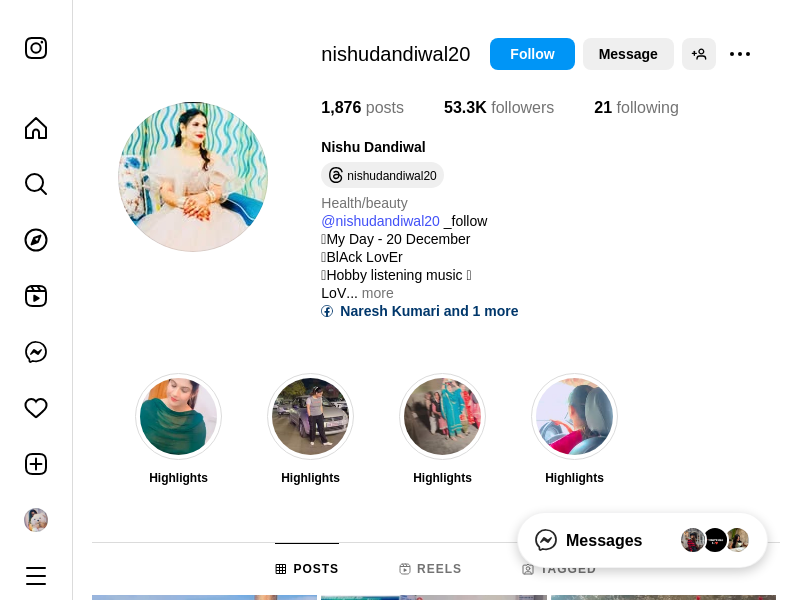 nishudandiwal20 Follow Message
1,876 posts 53.3K followers 21 following
Nishu Dandiwal
nishudandiwal20
Health/beauty
@nishudandiwal20 _follow
My Day - 20 December
BlAck LovEr
Hobby listening music
LoV... more
Naresh Kumari and 1 more
Highlights Highlights Highlights Highlights
Messages
POSTS REELS TAGGED